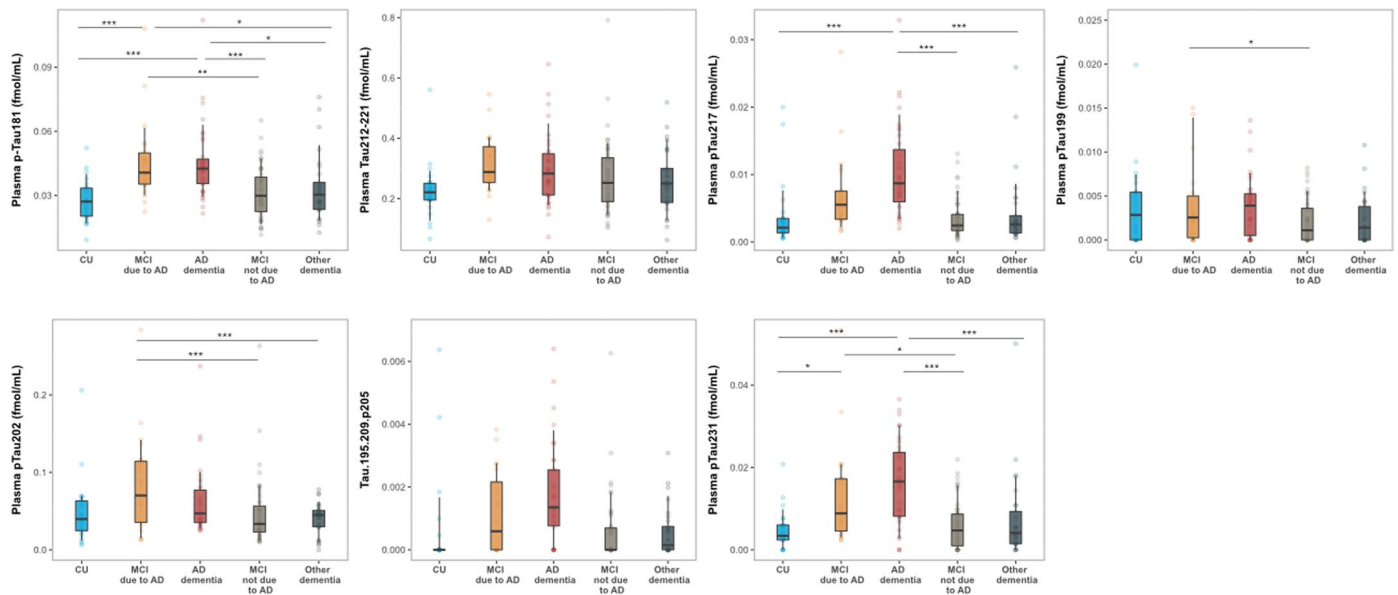 Plasma p-Tau181 (fmol/mL)
0.09
0.06
0.03
***
*
*
***
***
**
CU
MCI
due to AD
AD
dementia
MCI
not due
to AD
Other
dementia
Plasma Tau212-221 (fmol/mL)
0.8
0.6
0.4
0.2
CU
MCI
due to AD
AD
dementia
MCI
not due
to AD
Other
dementia
Plasma pTau217 (fmol/mL)
0.03
0.02
0.01
0.00
***
***
***
CU
MCI
due to AD
AD
dementia
MCI
not due
to AD
Other
dementia
Plasma pTau199 (fmol/mL)
0.025
0.020
0.015
0.010
0.005
0.000
*
CU
MCI
due to AD
AD
dementia
MCI
not due
to AD
Other
dementia
Plasma pTau202 (fmol/mL)
0.2
0.1
0.0
***
***
CU
MCI
due to AD
AD
dementia
MCI
not due
to AD
Other
dementia
Tau.195.209.p205
0.006
0.004
0.002
0.000
CU
MCI
due to AD
AD
dementia
MCI
not due
to AD
Other
dementia
Plasma pTau231 (fmol/mL)
0.04
0.02
0.00
***
***
*
*
***
CU
MCI
due to AD
AD
dementia
MCI
not due
to AD
Other
dementia